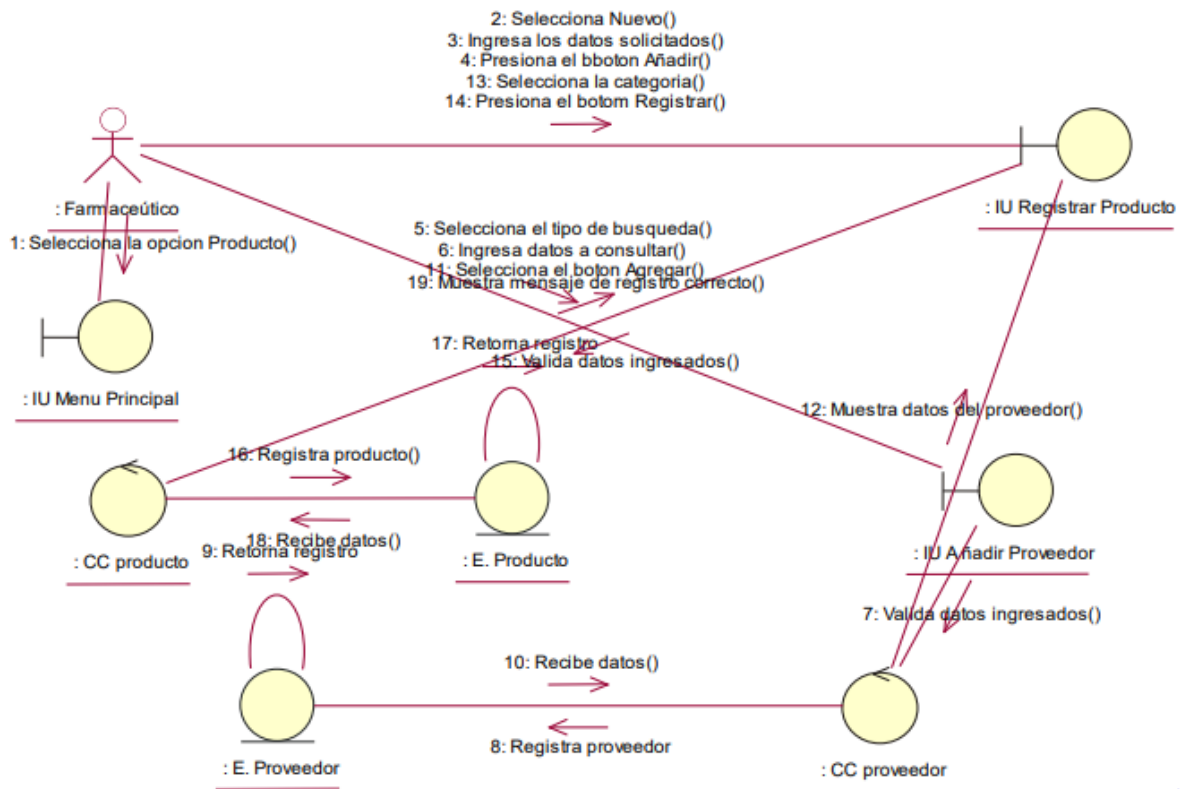 2: Selecciona Nuevo()
3: Ingresa los datos solicitados()
4: Presiona el bboton Añadir()
13: Selecciona la categoria()
14: Presiona el botom Registrar()
: Farmaceútico
: IU Registrar Producto
1: Selecciona la opcion Producto()
5: Selecciona el tipo de busqueda()
6: Ingresa datos a consultar()
11: Selecciona el boton Agregar()
19: Muestra mensaje de registro correcto()
17: Retorna registro
15: Valida datos ingresados()
: IU Menu Principal
12: Muestra datos del proveedor()
16: Registra producto()
18: Recibe datos()
9: Retorna registro
: CC producto
: E. Producto
: IU Añadir Proveedor
7: Valida datos ingresados()
10: Recibe datos()
8: Registra proveedor
: E. Proveedor
: CC proveedor